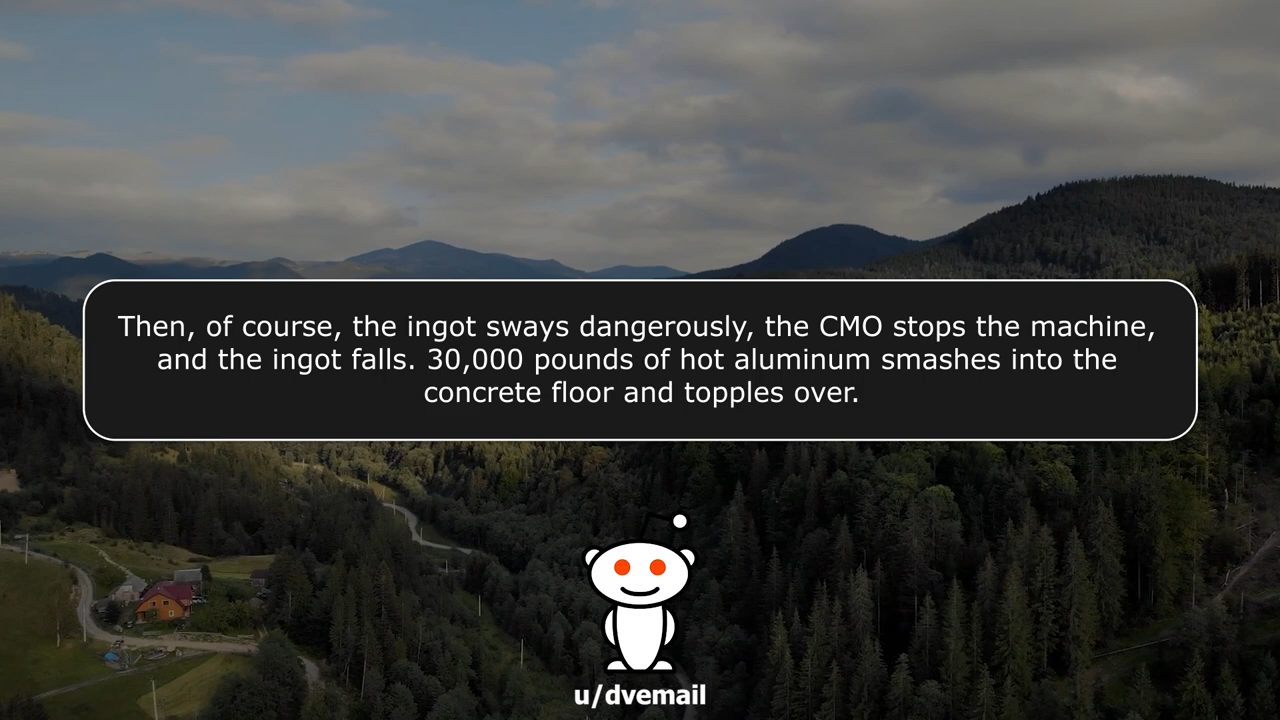 Then, of course, the ingot sways dangerously, the CMO stops the machine,
and the ingot falls. 30,000 pounds of hot aluminum smashes into the
concrete floor and topples over.
u/dvemail